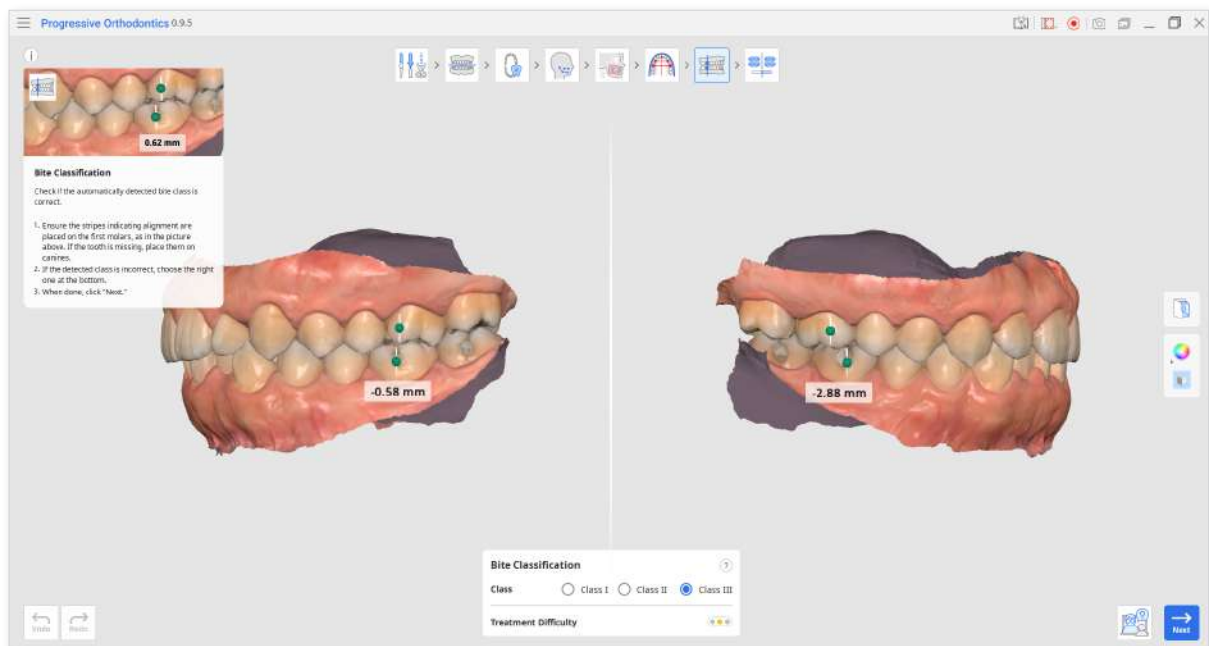 Progressive Orthodontics 0.9.5
0.62 mm
Bite Classification
Check if the automatically detected bite class is
correct.
1. Ensure the stripes indicating alignment are
placed on the first molars, as in the picture
above. If the tooth is missing, place them on
canines.
2. If the detected class is incorrect, choose the right
one at the bottom.
3. When done, click "Next."
-0.58 mm
-2.88 mm
Bite Classification ?
Class Class I Class II Class III
Treatment Difficulty
Undo Redo
Next